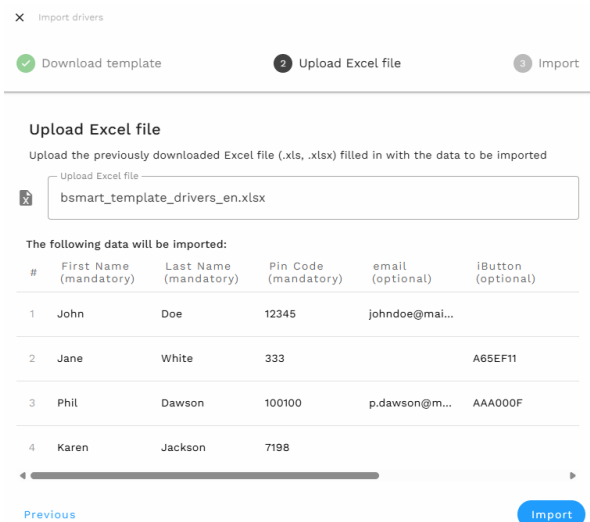 Import drivers
Download template 2 Upload Excel file 3 Import
Upload Excel file
Upload the previously downloaded Excel file (.xls, .xlsx) filled in with the data to be imported
Upload Excel file
bsmart_template_drivers_en.xlsx
The following data will be imported:
# First Name (mandatory) Last Name (mandatory) Pin Code (mandatory) email (optional) iButton (optional)
1 John Doe 12345 johndoe@mai...
2 Jane White 333 A65EF11
3 Phil Dawson 100100 p.dawson@m... AAA000F
4 Karen Jackson 7198
Previous Import